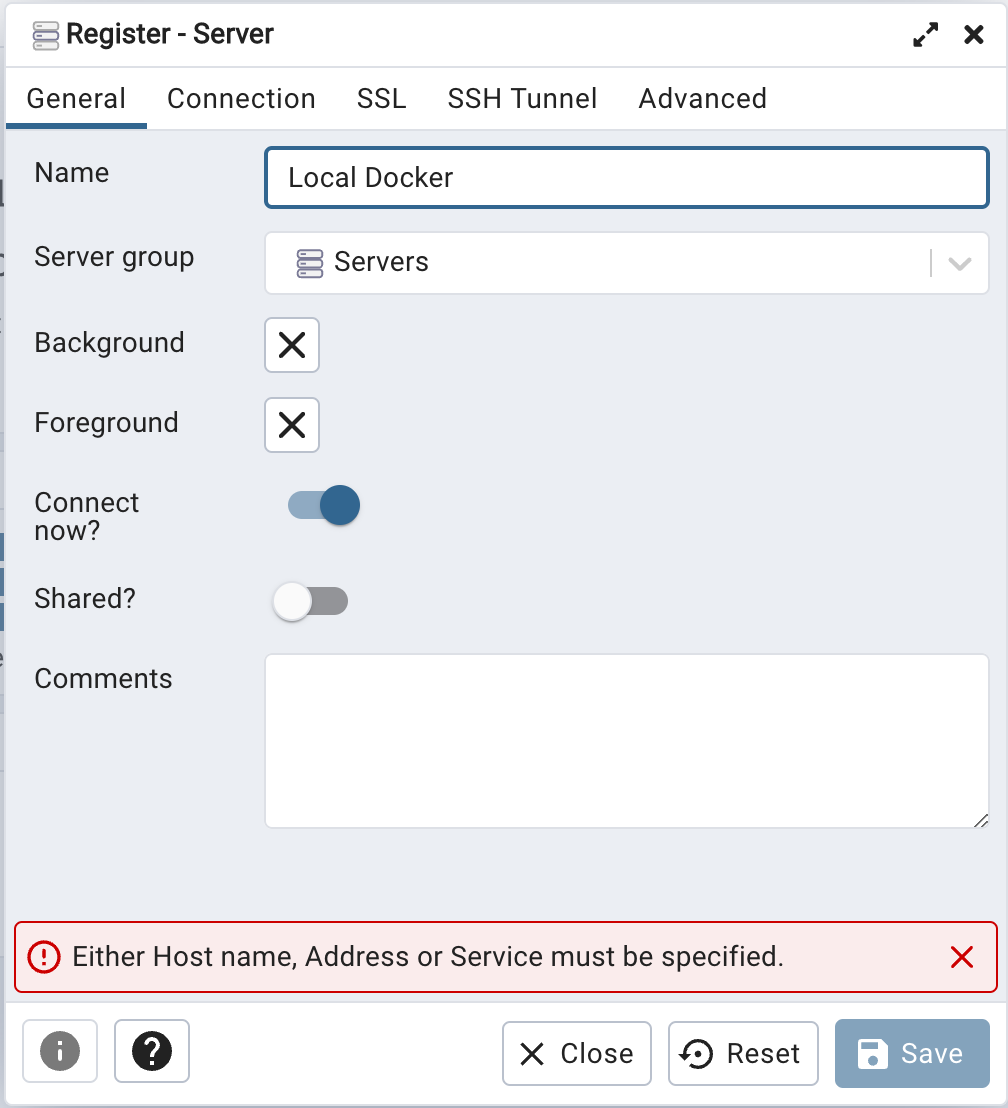 Register - Server
General Connection SSL SSH Tunnel Advanced
Name Local Docker
Server group Servers
Background
Foreground
Connect
now?
Shared?
Comments
Either Host name, Address or Service must be specified.
Close Reset Save